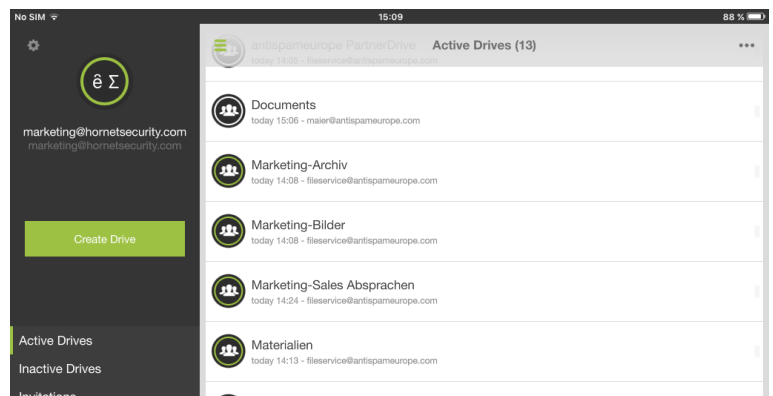 No SIM
15:09
88 %
ê Σ
marketing@hornetsecurity.com
marketing@hornetsecurity.com
Create Drive
Active Drives
Inactive Drives
Invitations
antispameurope PartnerDrive
today 14:05 - fileservice@antispameurope.com
Active Drives (13)
Documents
today 15:06 - maier@antispameurope.com
Marketing-Archiv
today 14:08 - fileservice@antispameurope.com
Marketing-Bilder
today 14:08 - fileservice@antispameurope.com
Marketing-Sales Absprachen
today 14:24 - fileservice@antispameurope.com
Materialien
today 14:13 - fileservice@antispameurope.com